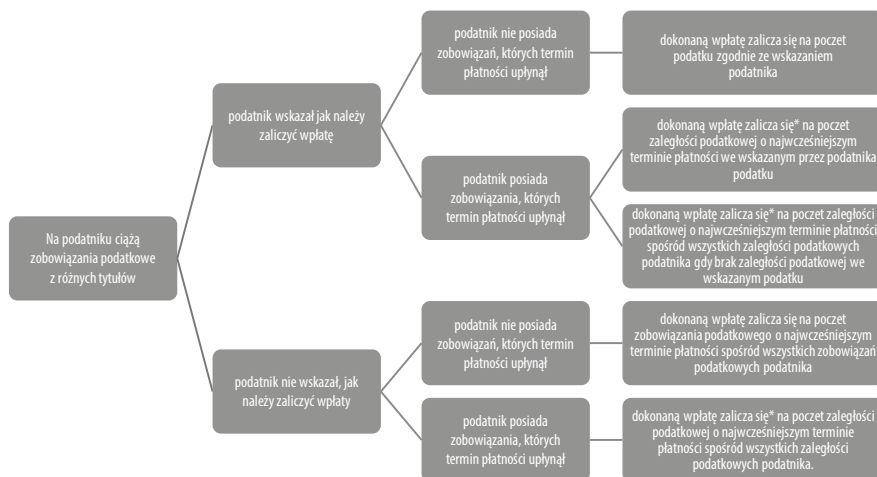 Na podatniku ciążą
zobowiązania podatkowe
z różnych tytułów
podatnik wskazał jak należy
zaliczyć wpłatę
podatnik nie posiada
zobowiązań, których termin
płatności upłynął
dokonaną wpłatę zalicza się na poczet
podatku zgodnie ze wskazaniem
podatnika
podatnik posiada
zobowiązania, których
termin płatności upłynął
dokonaną wpłatę zalicza się* na poczet
zaległości podatkowej o najwcześniejszym
terminie płatności we wskazanym przez podatnika
podatku
dokonaną wpłatę zalicza się* na poczet zaległości
podatkowej o najwcześniejszym terminie płatności
spośród wszystkich zaległości podatkowych
podatnika gdy brak zaległości podatkowej we
wskazanym podatku
podatnik nie wskazał, jak
należy zaliczyć wpłaty
podatnik nie posiada
zobowiązań, których termin
płatności upłynął
dokonaną wpłatę zalicza się na poczet
zobowiązania podatkowego o najwcześniejszym
terminie płatności spośród wszystkich zobowiązań
podatkowych podatnika
podatnik posiada
zobowiązania, których
termin płatności upłynął
dokonaną wpłatę zalicza się* na poczet zaległości
podatkowej o najwcześniejszym terminie
płatności spośród wszystkich zaległości
podatkowych podatnika.